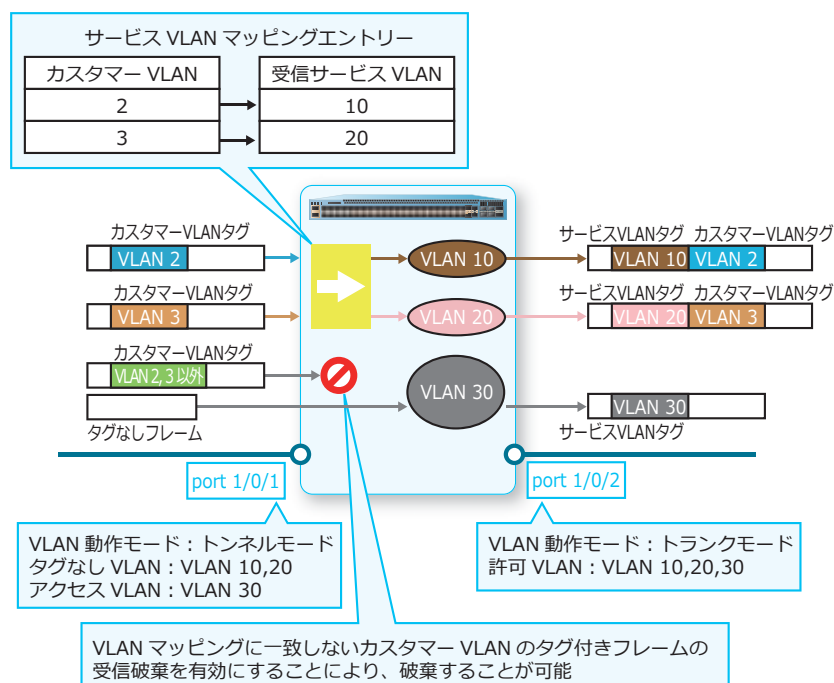 サービス VLAN マッピングエントリー
カスタマー VLAN
受信サービス VLAN
2
10
3
20
カスタマーVLANタグ
VLAN 2
VLAN 10
サービスVLANタグ カスタマーVLANタグ
VLAN 10 VLAN 2
カスタマーVLANタグ
VLAN 3
VLAN 20
サービスVLANタグ カスタマーVLANタグ
VLAN 20 VLAN 3
カスタマーVLANタグ
VLAN 2, 3 以外
タグなしフレーム
VLAN 30
VLAN 30
サービスVLANタグ
port 1/0/1
port 1/0/2
VLAN 動作モード：トンネルモード
タグなし VLAN：VLAN 10,20
アクセス VLAN：VLAN 30
VLAN 動作モード：トランクモード
許可 VLAN：VLAN 10,20,30
VLAN マッピングに一致しないカスタマー VLAN のタグ付きフレームの
受信破棄を有効にすることにより、破棄することが可能